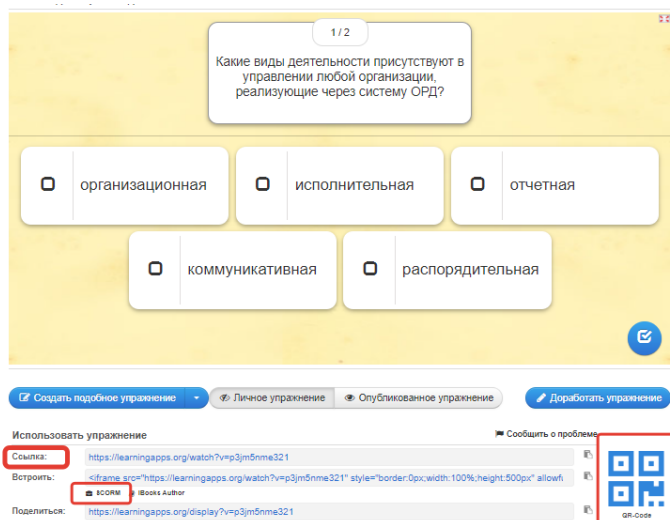 1 / 2
Какие виды деятельности присутствуют в
управлении любой организации,
реализующие через систему ОРД?
организационная
исполнительная
отчетная
коммуникативная
распорядительная
Создать подобное упражнение
Личное упражнение
Опубликованное упражнение
Доработать упражнение
Использовать упражнение
Сообщить о проблеме
Ссылка:
https://learningapps.org/watch?v=p3jm5nme321
Встроить:
<iframe src="https://learningapps.org/watch?v=p3jm5nme321" style="border:0px;width:100%;height:500px" allowfu
SCORM
iBooks Author
Поделиться:
https://learningapps.org/display?v=p3jm5nme321
QR-Code